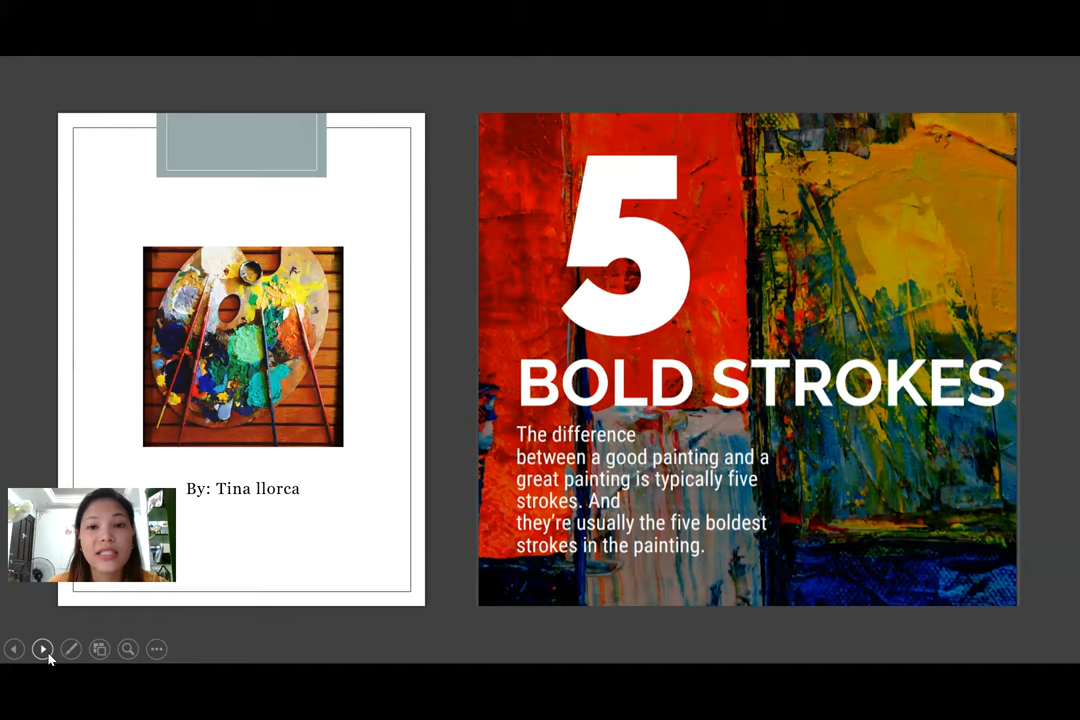 By: Tina llorca
5
BOLD STROKES
The difference
between a good painting and a
great painting is typically five
strokes. And
they're usually the five boldest
strokes in the painting.